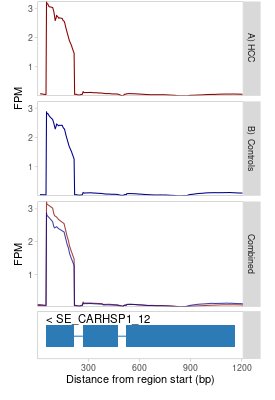 3
2
1
FPM
A) HCC
3
2
1
B) Controls
3
2
1
FPM
Combined
< SE_CARHSP1_12
300 600 900 1200
Distance from region start (bp)